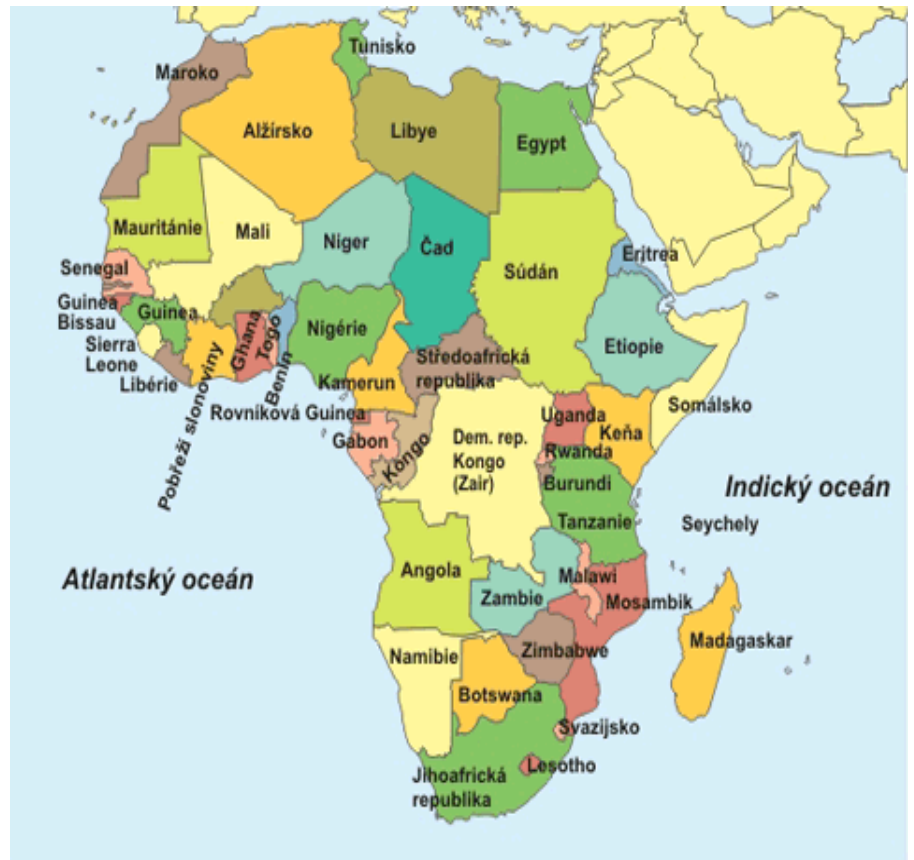 Tunisko
Maroko
Alžírsko
Libye
Egypt
Mauritánie
Mali
Niger
Čad
Súdán
Eritrea
Senegal
Guinea
Bissau
Guinea
Sierra
Leone
Libérie
Pobřeží slonoviny
Ghana
Togo
Benin
Nigérie
Kamerun
Středoafrická
republika
Etiopie
Somálsko
Rovníková Guinea
Gabon
Kongo
Dem. rep.
Kongo
(Zair)
Uganda
Keňa
Rwanda
Burundi
Tanzanie
Indický oceán
Seychely
Atlantský oceán
Angola
Zambie
Malawi
Mosambik
Madagaskar
Namibie
Zimbabwe
Botswana
Svazijsko
Lesotho
Jihoafrická
republika